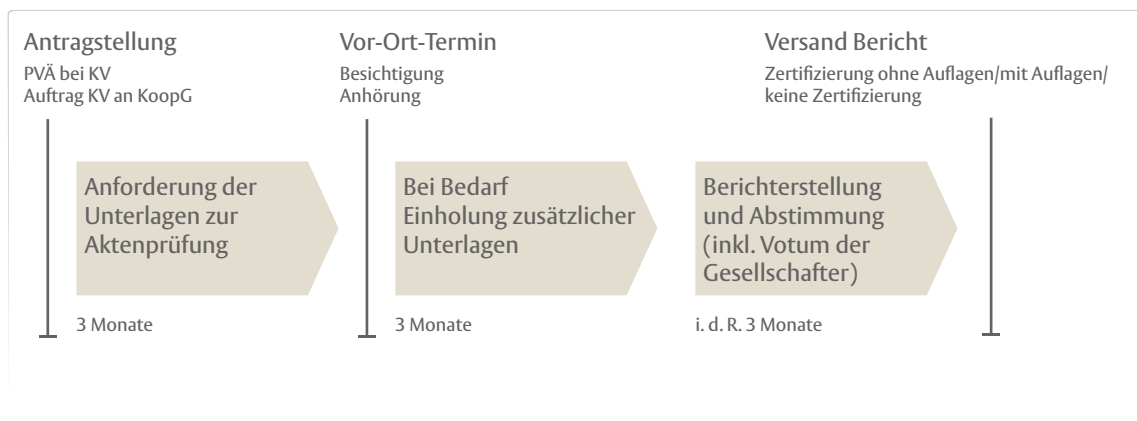 Antragstellung
PVÄ bei KV
Auftrag KV an KoopG
Vor-Ort-Termin
Besichtigung
Anhörung
Versand Bericht
Zertifizierung ohne Auflagen/mit Auflagen/
keine Zertifizierung
Anforderung der
Unterlagen zur
Aktenprüfung
Bei Bedarf
Einholung zusätzlicher
Unterlagen
Berichterstellung
und Abstimmung
(inkl. Votum der
Gesellschafter)
3 Monate
3 Monate
i. d. R. 3 Monate